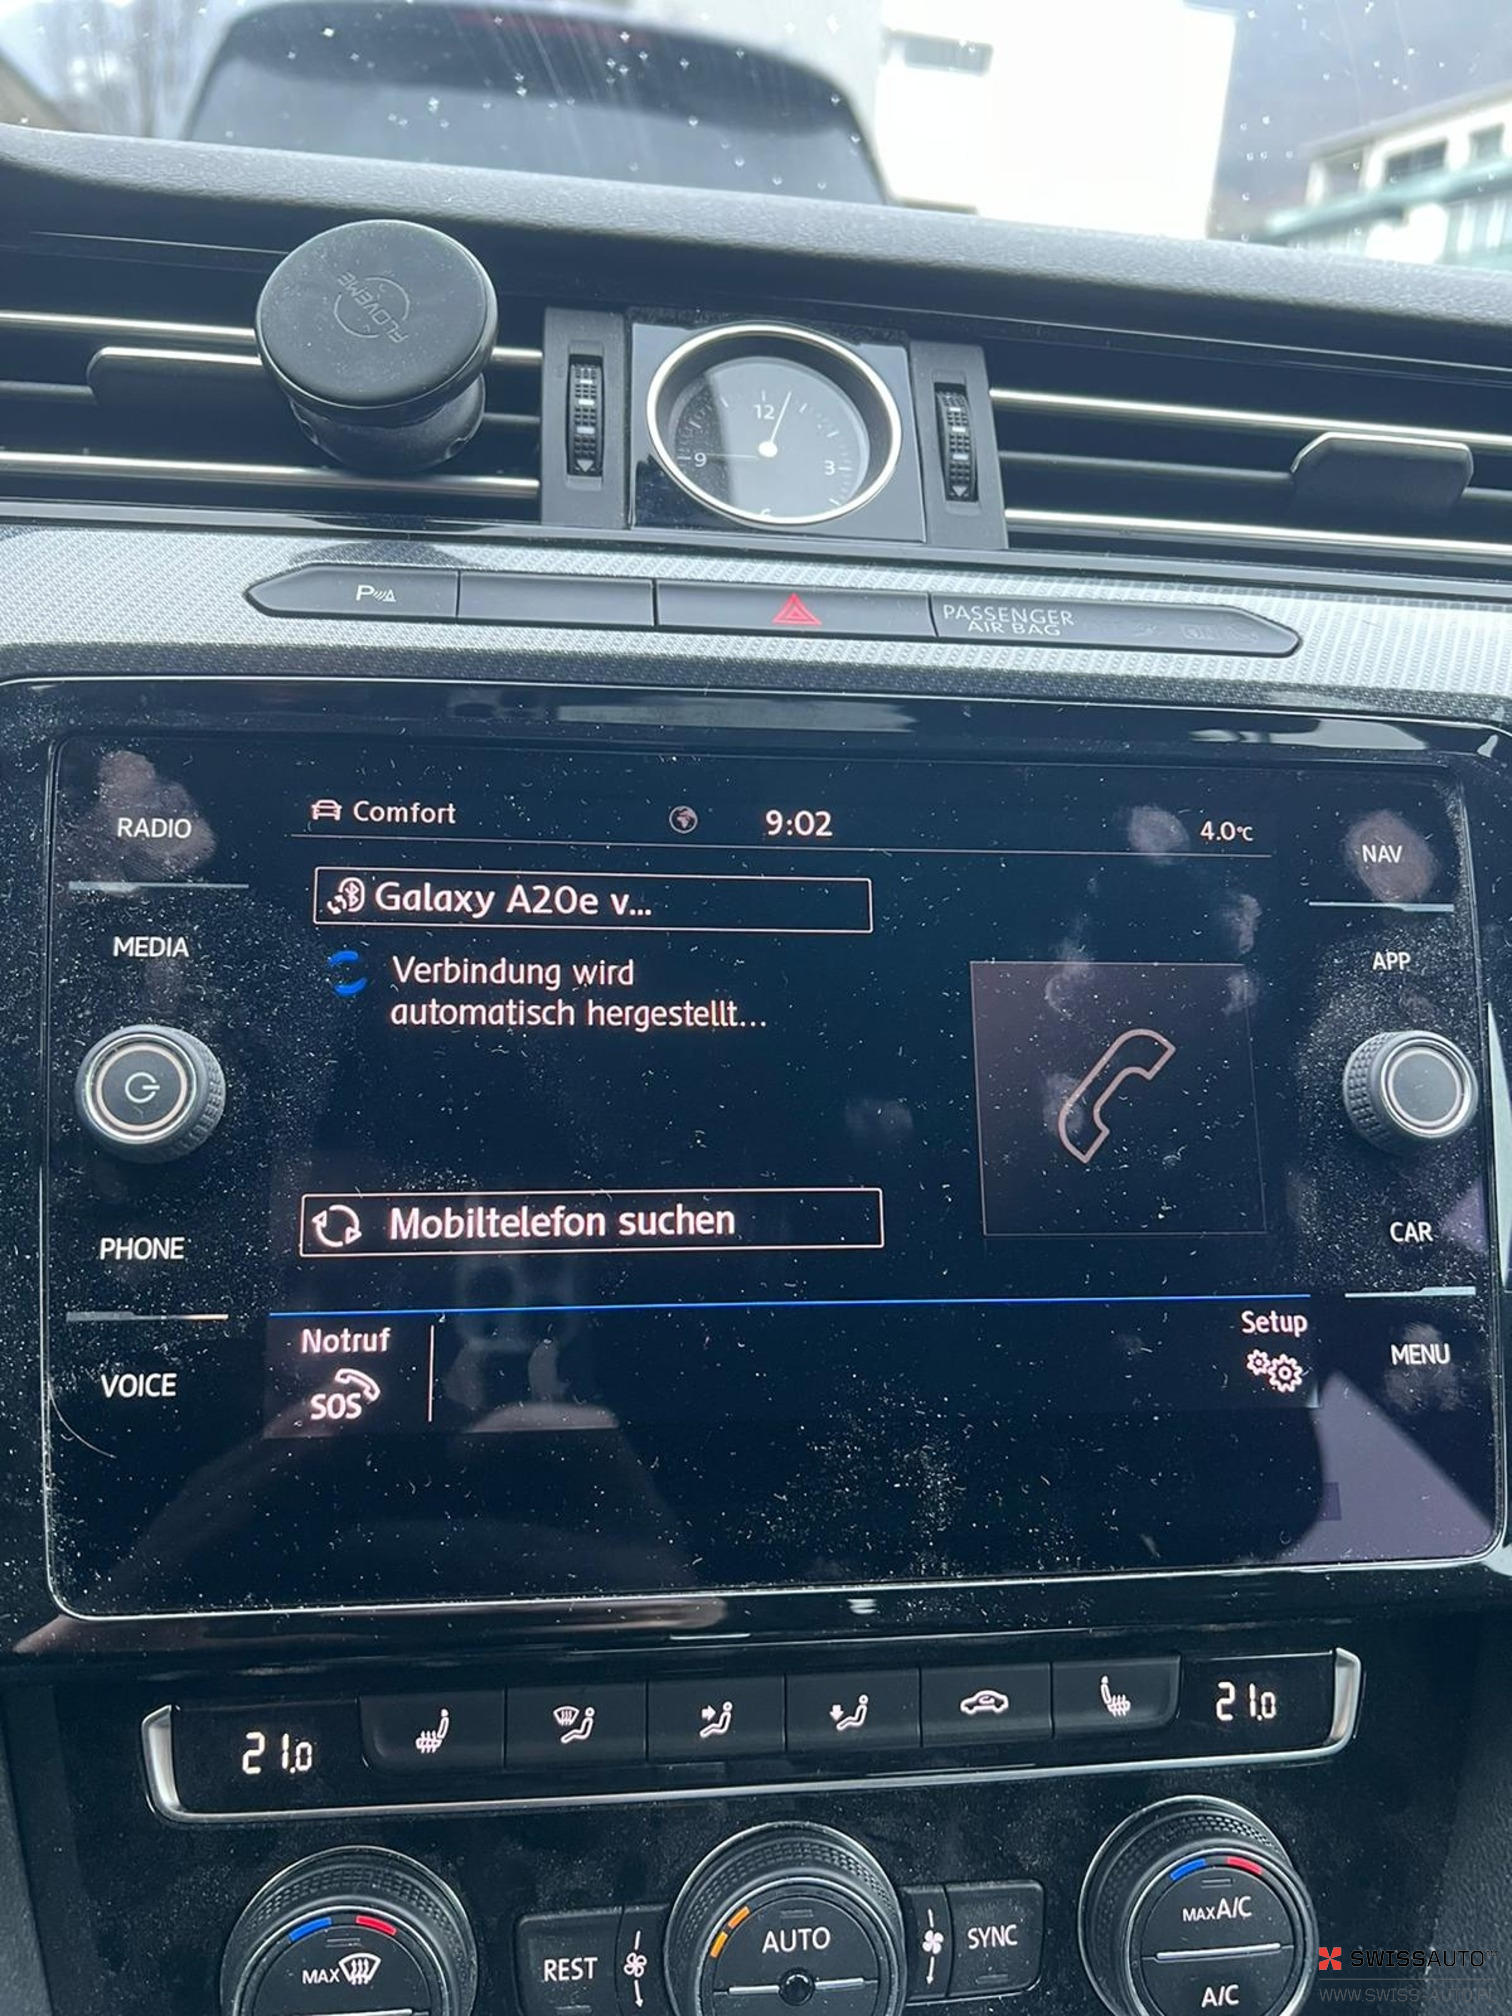 FLOVEME
12
9
3
6
P
PASSENGER
AIR BAG
RADIO
MEDIA
PHONE
VOICE
Comfort
9:02
4.0°C
Galaxy A20e v...
Verbindung wird
automatisch hergestellt...
Mobiltelefon suchen
Notruf
SOS
Setup
NAV
APP
CAR
MENU
21.0
21.0
MAX
REST
AUTO
SYNC
MAX A/C
A/C
SWISSAUTO